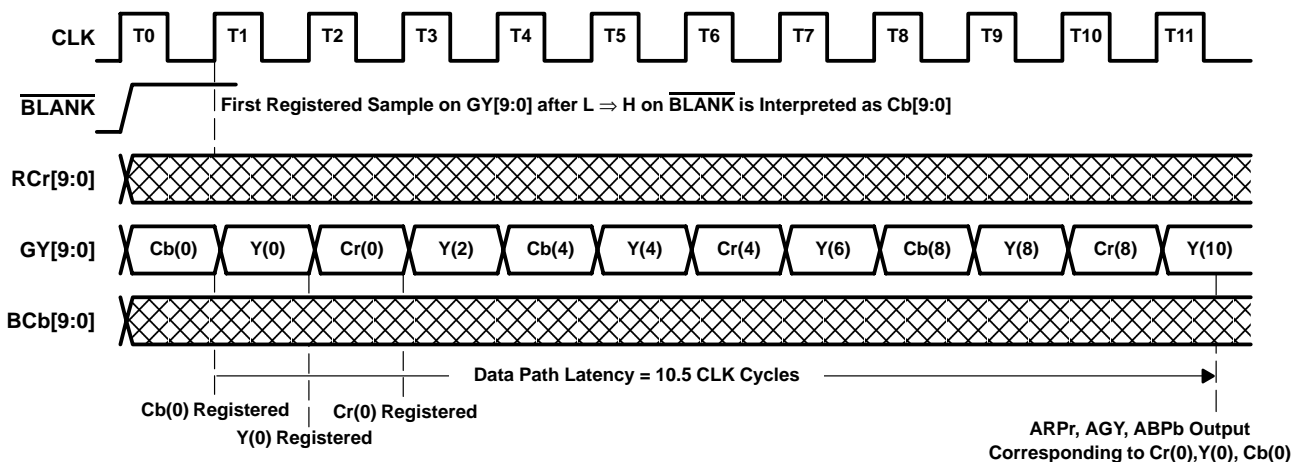 CLK T0 T1 T2 T3 T4 T5 T6 T7 T8 T9 T10 T11
BLANK First Registered Sample on GY[9:0] after L ⇒ H on BLANK is Interpreted as Cb[9:0]
RCr[9:0]
GY[9:0] Cb(0) Y(0) Cr(0) Y(2) Cb(4) Y(4) Cr(4) Y(6) Cb(8) Y(8) Cr(8) Y(10)
BCb[9:0]
Data Path Latency = 10.5 CLK Cycles
Cb(0) Registered Cr(0) Registered
Y(0) Registered
ARPr, AGY, ABPb Output
Corresponding to Cr(0),Y(0), Cb(0)